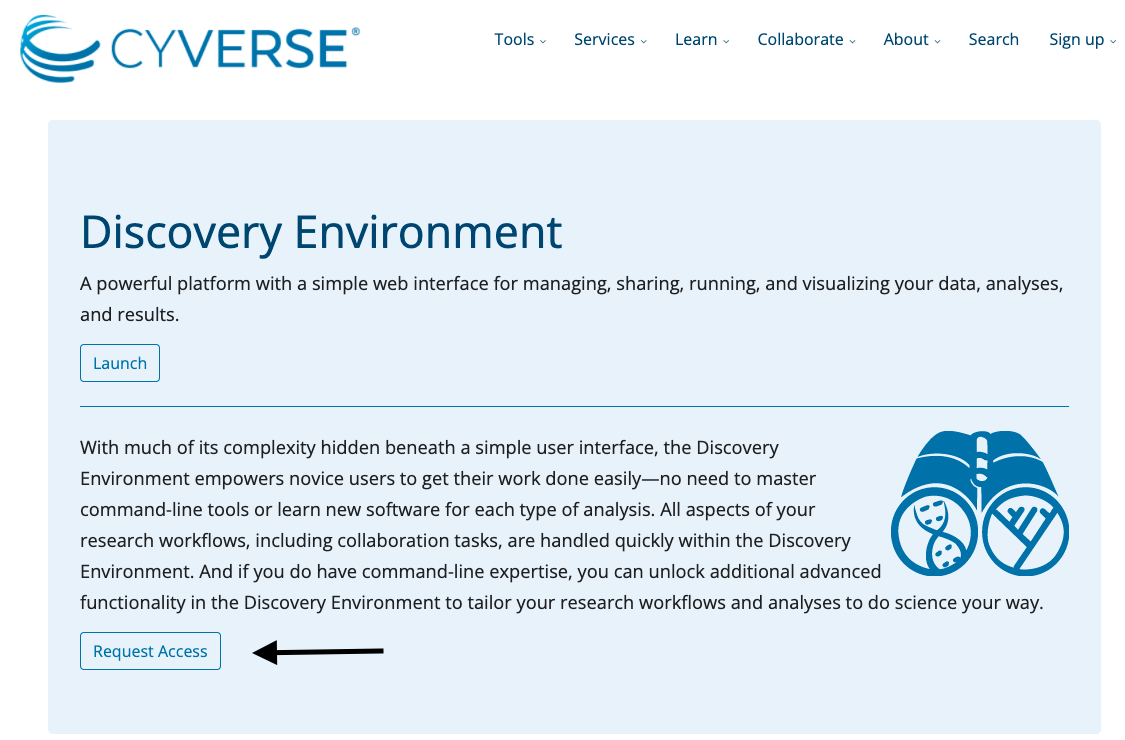 CYVERSE®
Tools
Services
Learn
Collaborate
About
Search
Sign up
Discovery Environment
A powerful platform with a simple web interface for managing, sharing, running, and visualizing your data, analyses,
and results.
Launch
With much of its complexity hidden beneath a simple user interface, the Discovery
Environment empowers novice users to get their work done easily—no need to master
command-line tools or learn new software for each type of analysis. All aspects of your
research workflows, including collaboration tasks, are handled quickly within the Discovery
Environment. And if you do have command-line expertise, you can unlock additional advanced
functionality in the Discovery Environment to tailor your research workflows and analyses to do science your way.
Request Access